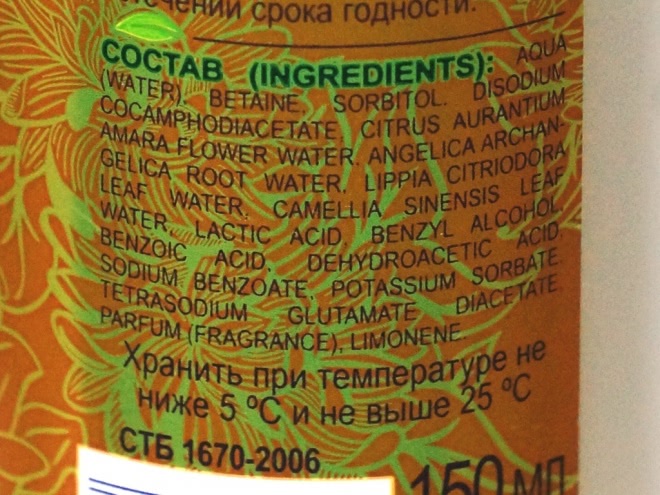 срока годности.
СОСТАВ (INGREDIENTS): AQUA
(WATER), BETAINE, SORBITOL, DISODIUM
COCAMPHODIACETATE, CITRUS AURANTIUM
AMARA FLOWER WATER, ANGELICA ARCHAN-
GELICA ROOT WATER, LIPPIA CITRIODORA
LEAF WATER, CAMELLIA SINENSIS LEAF
WATER, LACTIC ACID, BENZYL ALCOHOL,
BENZOIC ACID, DEHYDROACETIC ACID,
SODIUM BENZOATE, POTASSIUM SORBATE,
TETRASODIUM GLUTAMATE DIACETATE,
PARFUM (FRAGRANCE), LIMONENE.
Хранить при температуре не
ниже 5 ºС и не выше 25 ºС
СТБ 1670-2006
150 мл